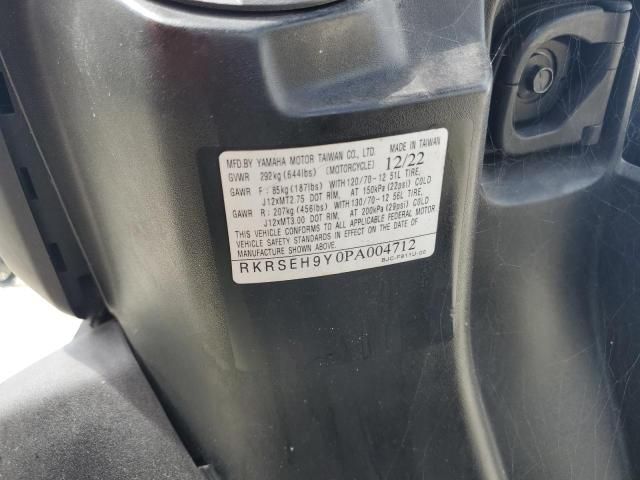 MFD.BY YAMAHA MOTOR TAIWAN CO., LTD. MADE IN TAIWAN
GVWR 292kg(644lbs) (MOTORCYCLE) 12/22
GAWR F: 85kg(187lbs) WITH 120/70-12 51L TIRE,
J12xMT2.75 DOT RIM, AT 150kPa(22psi) COLD
GAWR R: 207kg(456lbs) WITH 130/70-12 56L TIRE,
J12xMT3.00 DOT RIM, AT 200kPa(29psi) COLD
THIS VEHICLE CONFORMS TO ALL APPLICABLE FEDERAL MOTOR
VEHICLE SAFETY STANDARDS IN EFFECT ON THE DATE OF
MANUFACTURE SHOWN ABOVE.
RKRSEH9Y0PA004712
BJC-F911U-00